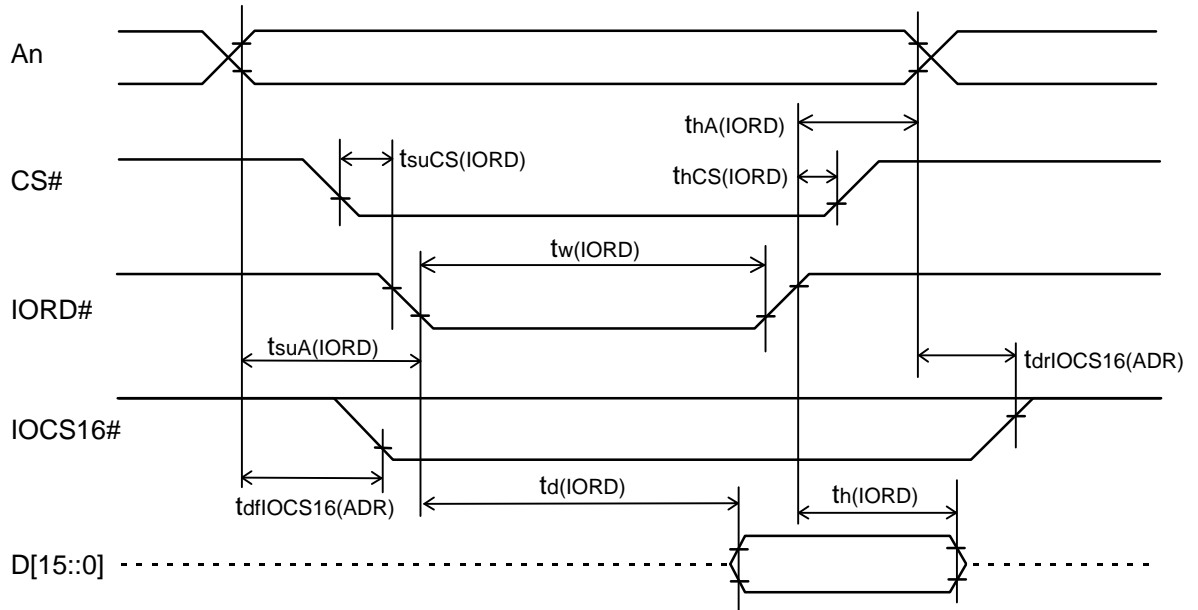 An
thA(IORD)
tsuCS(IORD)
thCS(IORD)
CS#
tw(IORD)
IORD#
tsuA(IORD)
tdrIOCS16(ADR)
IOCS16#
td(IORD)
th(IORD)
tdfIOCS16(ADR)
D[15::0]